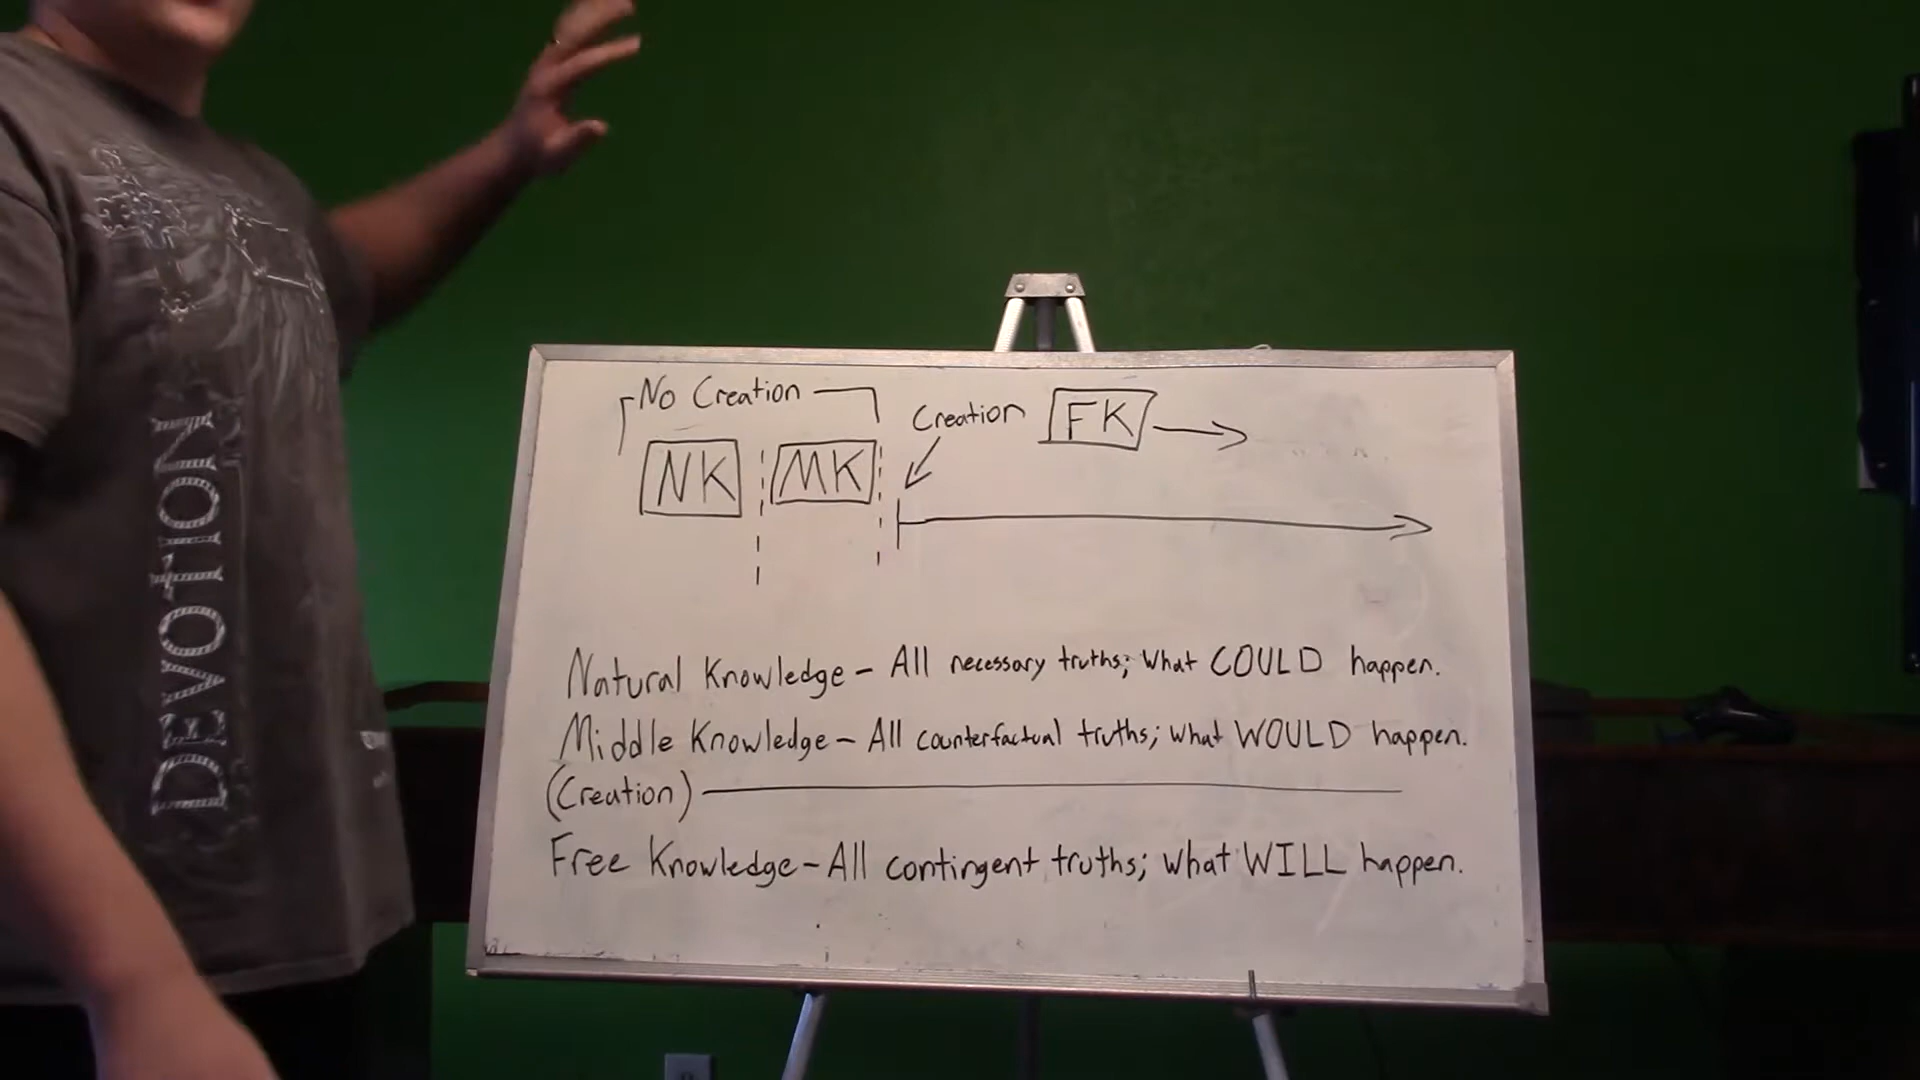 DEVOTION
No Creation
Creation
FK
NK
MK
Natural Knowledge - All necessary truths; what COULD happen.
Middle Knowledge - All counterfactual truths; what WOULD happen.
(Creation)
Free Knowledge - All contingent truths; what WILL happen.